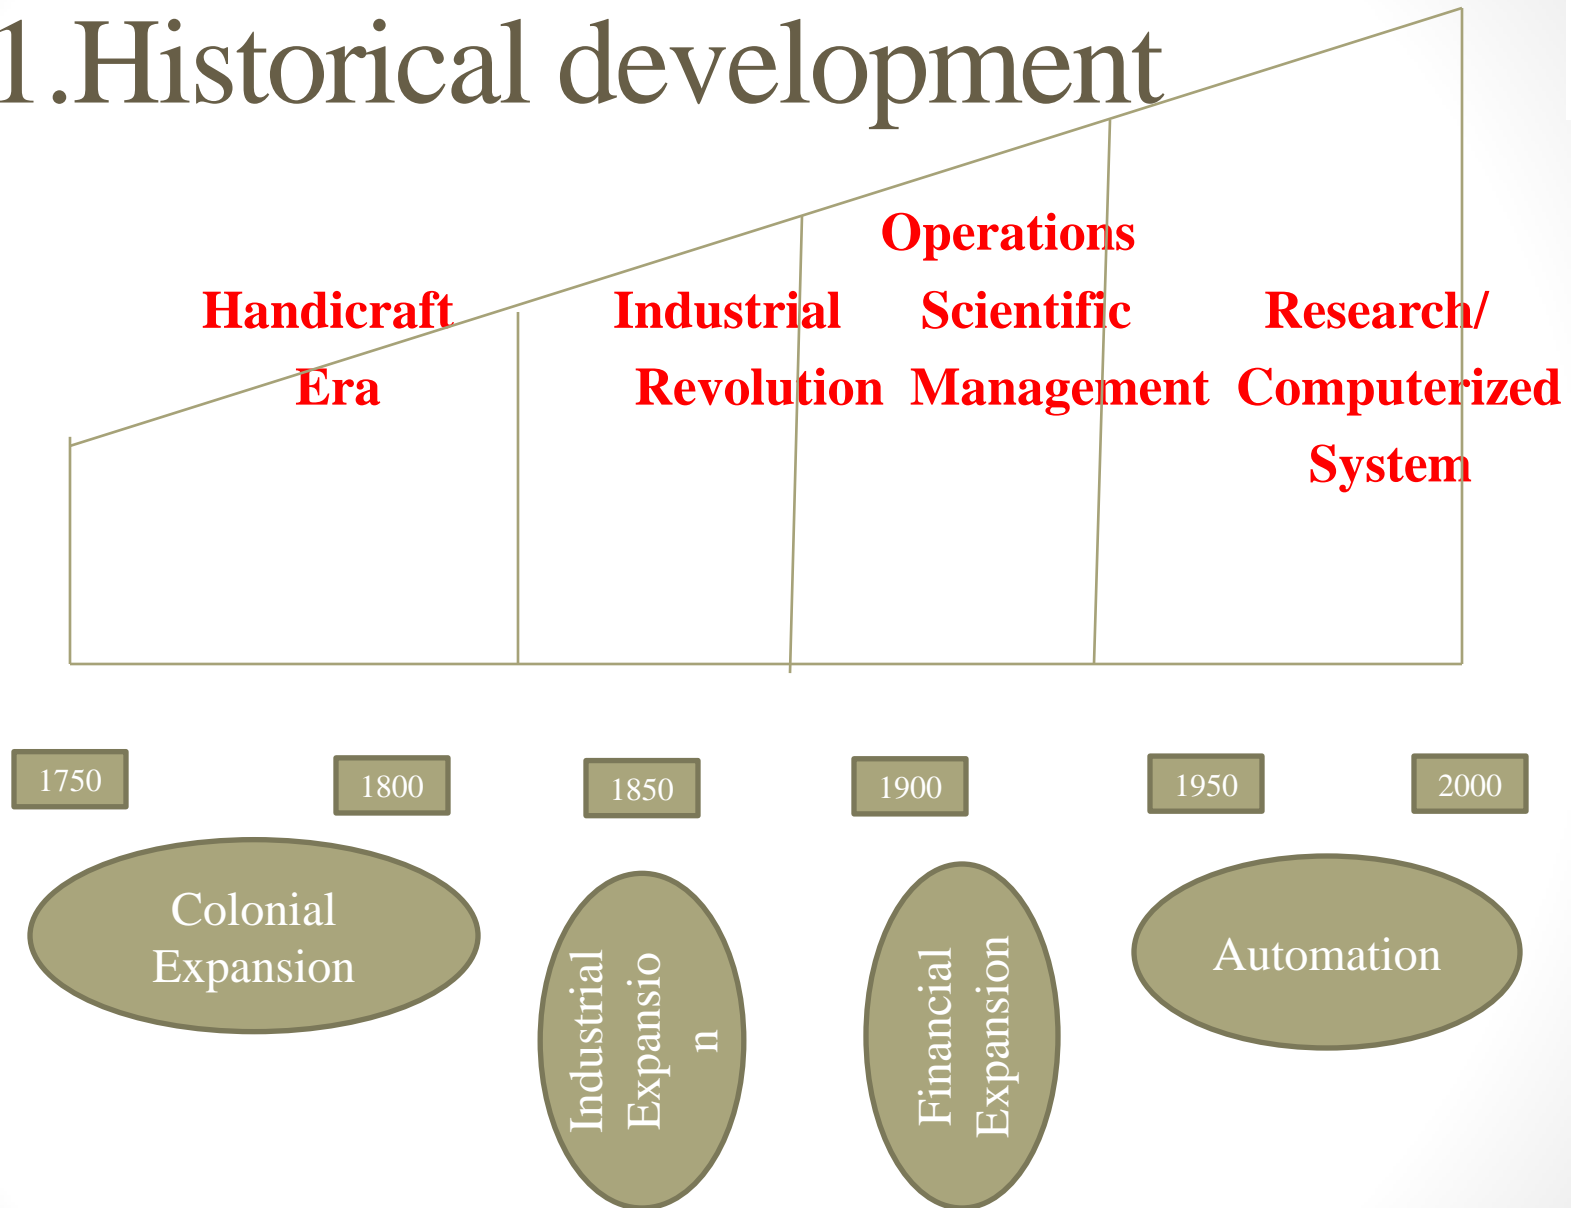 1.Historical development
Operations
Handicraft Industrial Scientific Research/
Era Revolution Management Computerized
System
1750 1800 1850 1900 1950 2000
Colonial
Expansion
Industrial
Expansio
n
Financial
Expansion
Automation